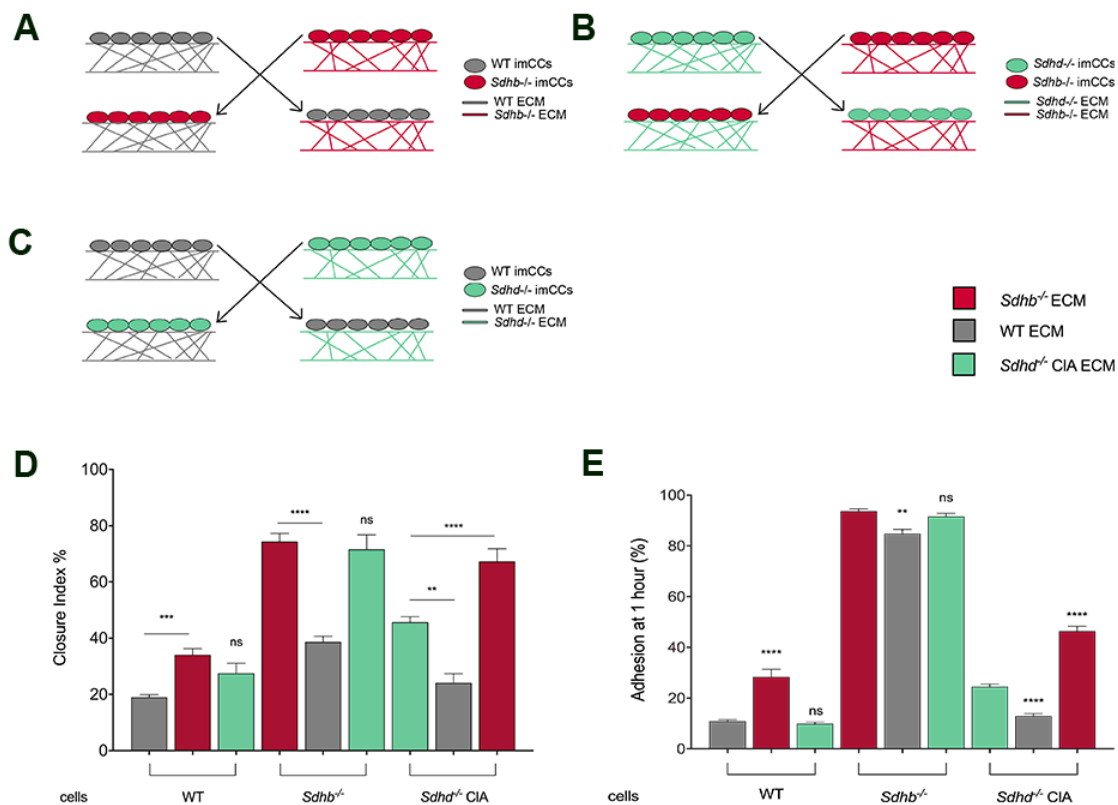 A
WT imCCs
Sdhb-/- imCCs
WT ECM
Sdhb-/- ECM
B
Sdhd-/- imCCs
Sdhb-/- imCCs
Sdhd-/- ECM
Sdhb-/- ECM
C
WT imCCs
Sdhd-/- imCCs
WT ECM
Sdhd-/- ECM
Sdhb-/- ECM
WT ECM
Sdhd-/- CIA ECM
D
Closure Index %
100
80
60
40
20
0
***
ns
****
ns
****
**
cells
WT
Sdhb-/-
Sdhd-/- CIA
E
Adhesion at 1 hour (%)
100
80
60
40
20
0
****
ns
**
ns
****
****
cells
WT
Sdhb-/-
Sdhd-/- CIA